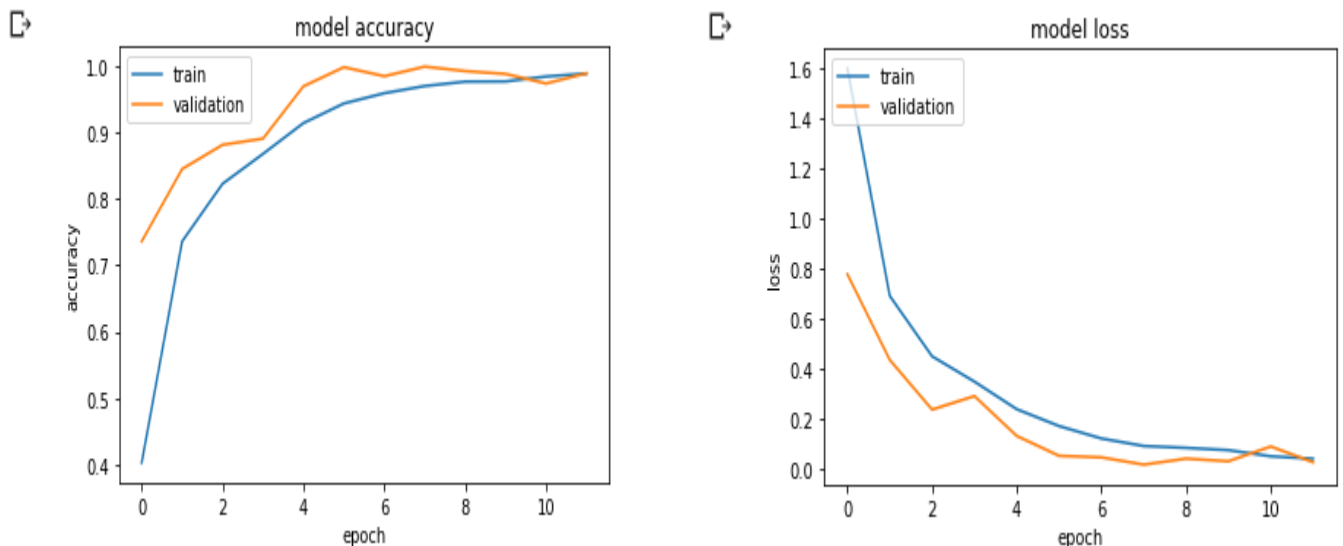 model accuracy
train
validation
1.0
0.9
0.8
0.7
0.6
0.5
0.4
accuracy
0 2 4 6 8 10
epoch
model loss
train
validation
1.6
1.4
1.2
1.0
0.8
0.6
0.4
0.2
0.0
loss
0 2 4 6 8 10
epoch